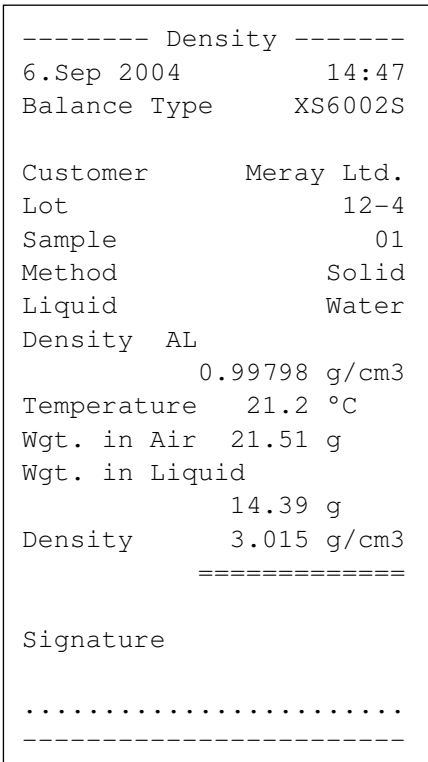 -------- Density -------
6.Sep 2004         14:47
Balance Type     XS6002S
Customer      Meray Ltd.
Lot                 12-4
Sample                01
Method             Solid
Liquid             Water
Density  AL
           0.99798 g/cm3
Temperature   21.2 °C
Wgt. in Air 21.51 g
Wgt. in Liquid
             14.39 g
Density      3.015 g/cm3
           =============
Signature
........................
------------------------